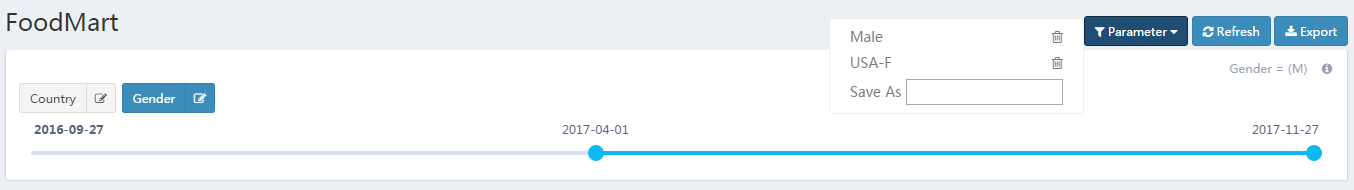 FoodMart
Parameter Refresh Export
Male
USA-F
Save As
Gender = (M)
Country Gender
2016-09-27 2017-04-01 2017-11-27